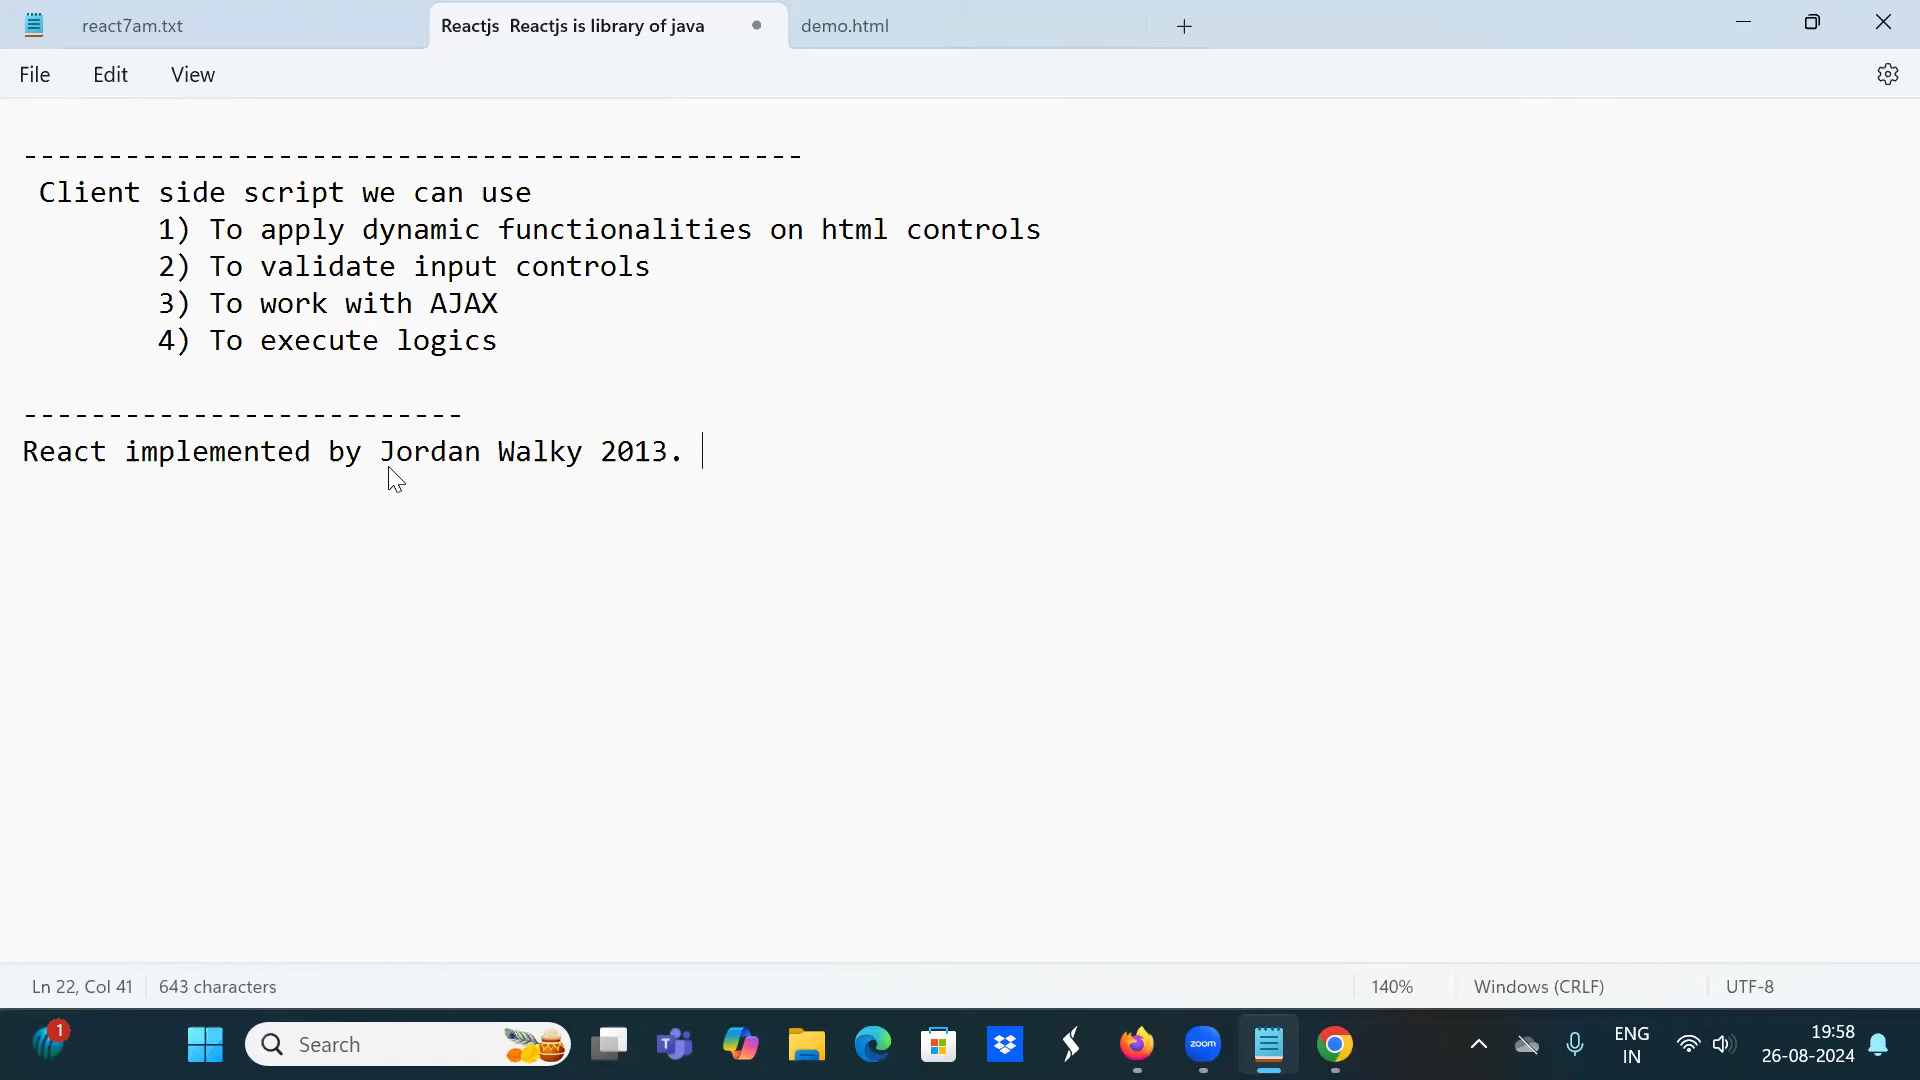 react7am.txt
Reactjs  Reactjs is library of java
demo.html
File Edit View
----------------------------------------------
Client side script we can use
1) To apply dynamic functionalities on html controls
2) To validate input controls
3) To work with AJAX
4) To execute logics
--------------------------
React implemented by Jordan Walky 2013.
Ln 22, Col 41 643 characters 140% Windows (CRLF) UTF-8
1
Search
zoom
ENG
IN
19:58
26-08-2024